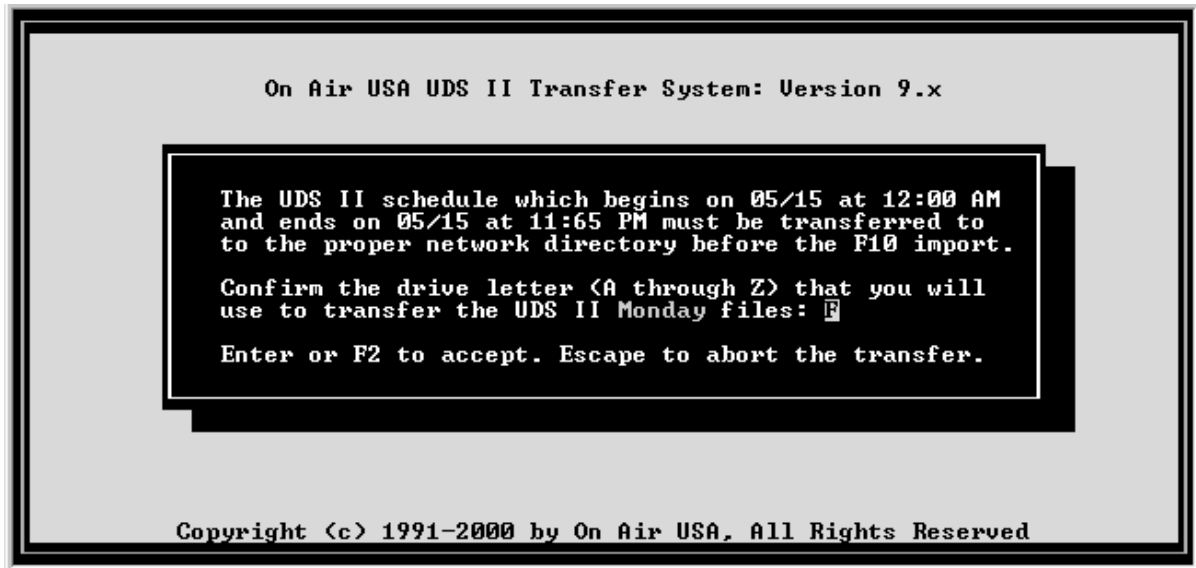 On Air USA UDS II Transfer System: Version 9.x
The UDS II schedule which begins on 05/15 at 12:00 AM
and ends on 05/15 at 11:65 PM must be transferred to
to the proper network directory before the F10 import.
Confirm the drive letter (A through Z) that you will
use to transfer the UDS II Monday files: F
Enter or F2 to accept. Escape to abort the transfer.
Copyright (c) 1991-2000 by On Air USA, All Rights Reserved